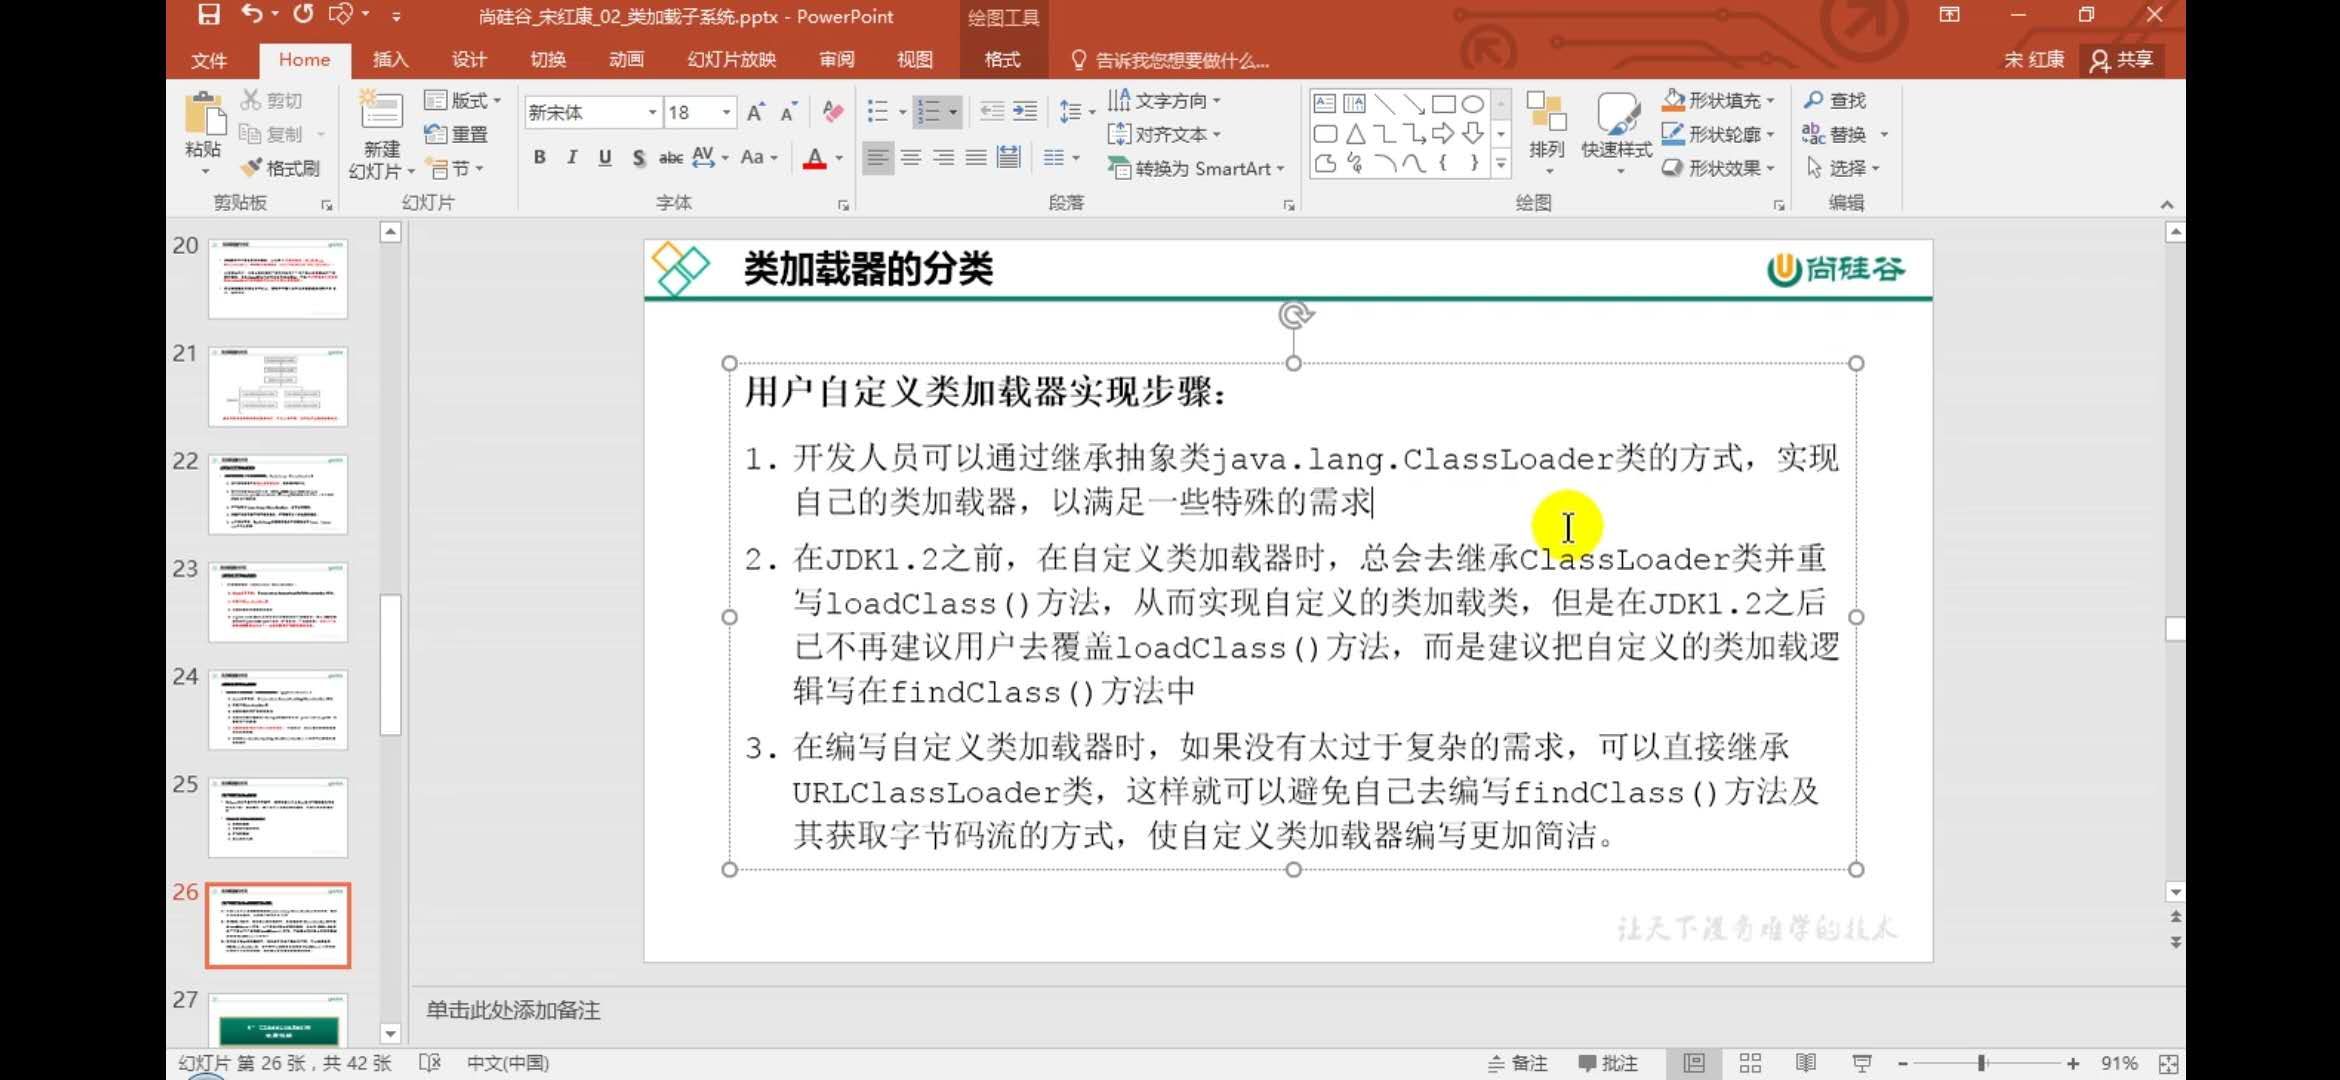 尚硅谷_宋红康_02_类加载子系统.pptx - PowerPoint
绘图工具
文件 Home 插入 设计 切换 动画 幻灯片放映 审阅 视图 格式 告诉我您想要做什么... 宋 红康 共享
剪切
复制
格式刷
粘贴
剪贴板
新建
幻灯片
版式
重置
节
幻灯片
新宋体 18
B I U S abc AV Aa A
字体
文字方向
对齐文本
转换为 SmartArt
段落
排列
快速样式
形状填充
形状轮廓
形状效果
绘图
查找
替换
选择
编辑
20
21
22
23
24
25
26
27
类加载器的分类
尚硅谷
用户自定义类加载器实现步骤：
1. 开发人员可以通过继承抽象类java.lang.ClassLoader类的方式，实现
自己的类加载器，以满足一些特殊的需求
2. 在JDK1.2之前，在自定义类加载器时，总会去继承ClassLoader类并重
写loadClass()方法，从而实现自定义的类加载类，但是在JDK1.2之后
已不再建议用户去覆盖loadClass()方法，而是建议把自定义的类加载逻
辑写在findClass()方法中
3. 在编写自定义类加载器时，如果没有太过于复杂的需求，可以直接继承
URLClassLoader类，这样就可以避免自己去编写findClass()方法及
其获取字节码流的方式，使自定义类加载器编写更加简洁。
让天下没有难学的技术
单击此处添加备注
幻灯片 第 26 张，共 42 张 中文(中国) 备注 批注 91%